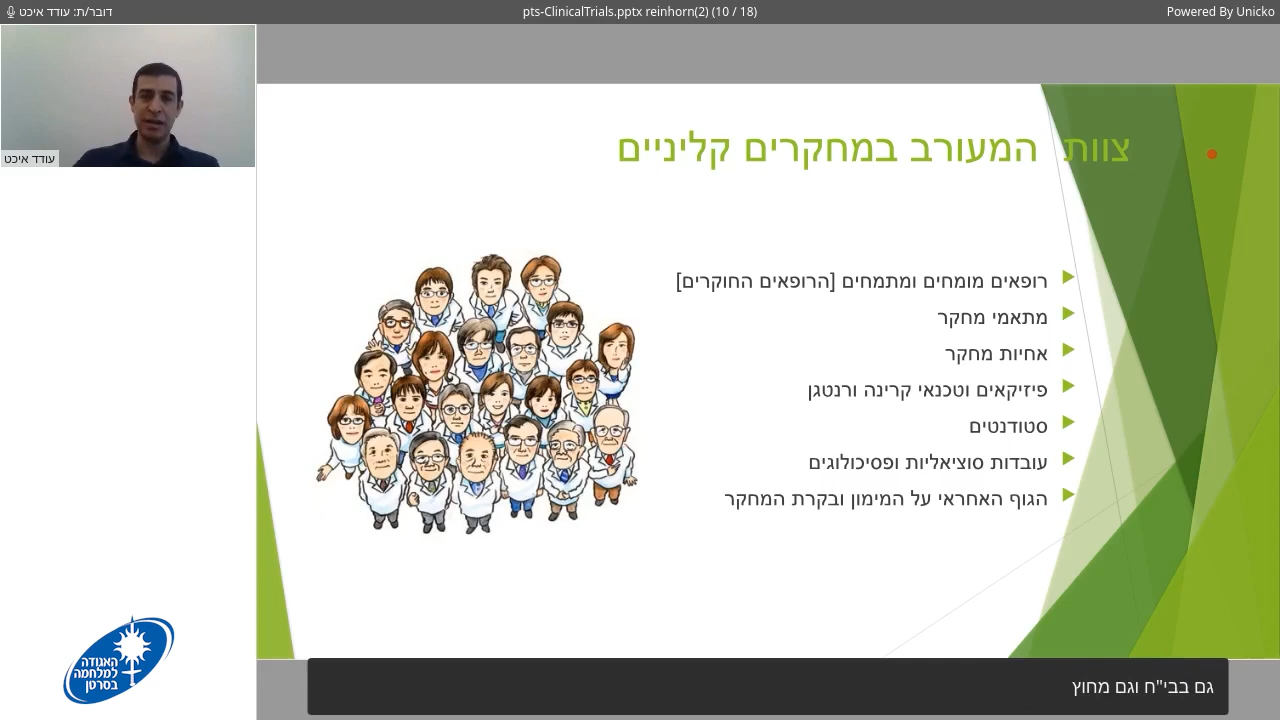 דובר/ת: עודד איכט
pts-ClinicalTrials.pptx reinhorn(2) (10 / 18)
Powered By Unicko
עודד איכט
צוות המעורב במחקרים קליניים
רופאים מומחים ומתמחים [הרופאים החוקרים]
מתאמי מחקר
אחיות מחקר
פיזיקאים וטכנאי קרינה ורנטגן
סטודנטים
עובדות סוציאליות ופסיכולוגים
הגוף האחראי על המימון ובקרת המחקר
האגודה
למלחמה
בסרטן
גם בבי"ח וגם מחוץ